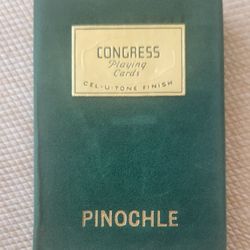 CONGRESS
Playing
Cards
CEL-U-TONE FINISH
PINOCHLE